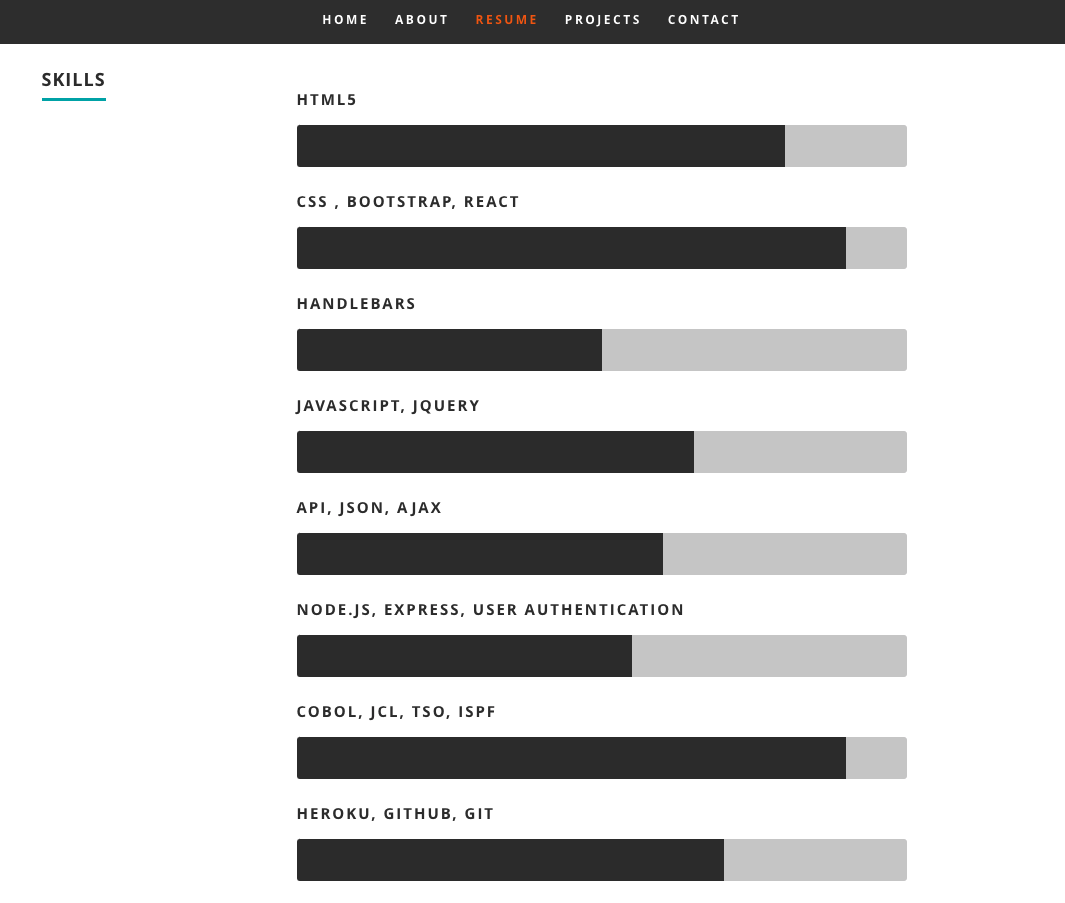 HOME ABOUT RESUME PROJECTS CONTACT
SKILLS
HTML5
CSS , BOOTSTRAP, REACT
HANDLEBARS
JAVASCRIPT, JQUERY
API, JSON, AJAX
NODE.JS, EXPRESS, USER AUTHENTICATION
COBOL, JCL, TSO, ISPF
HEROKU, GITHUB, GIT